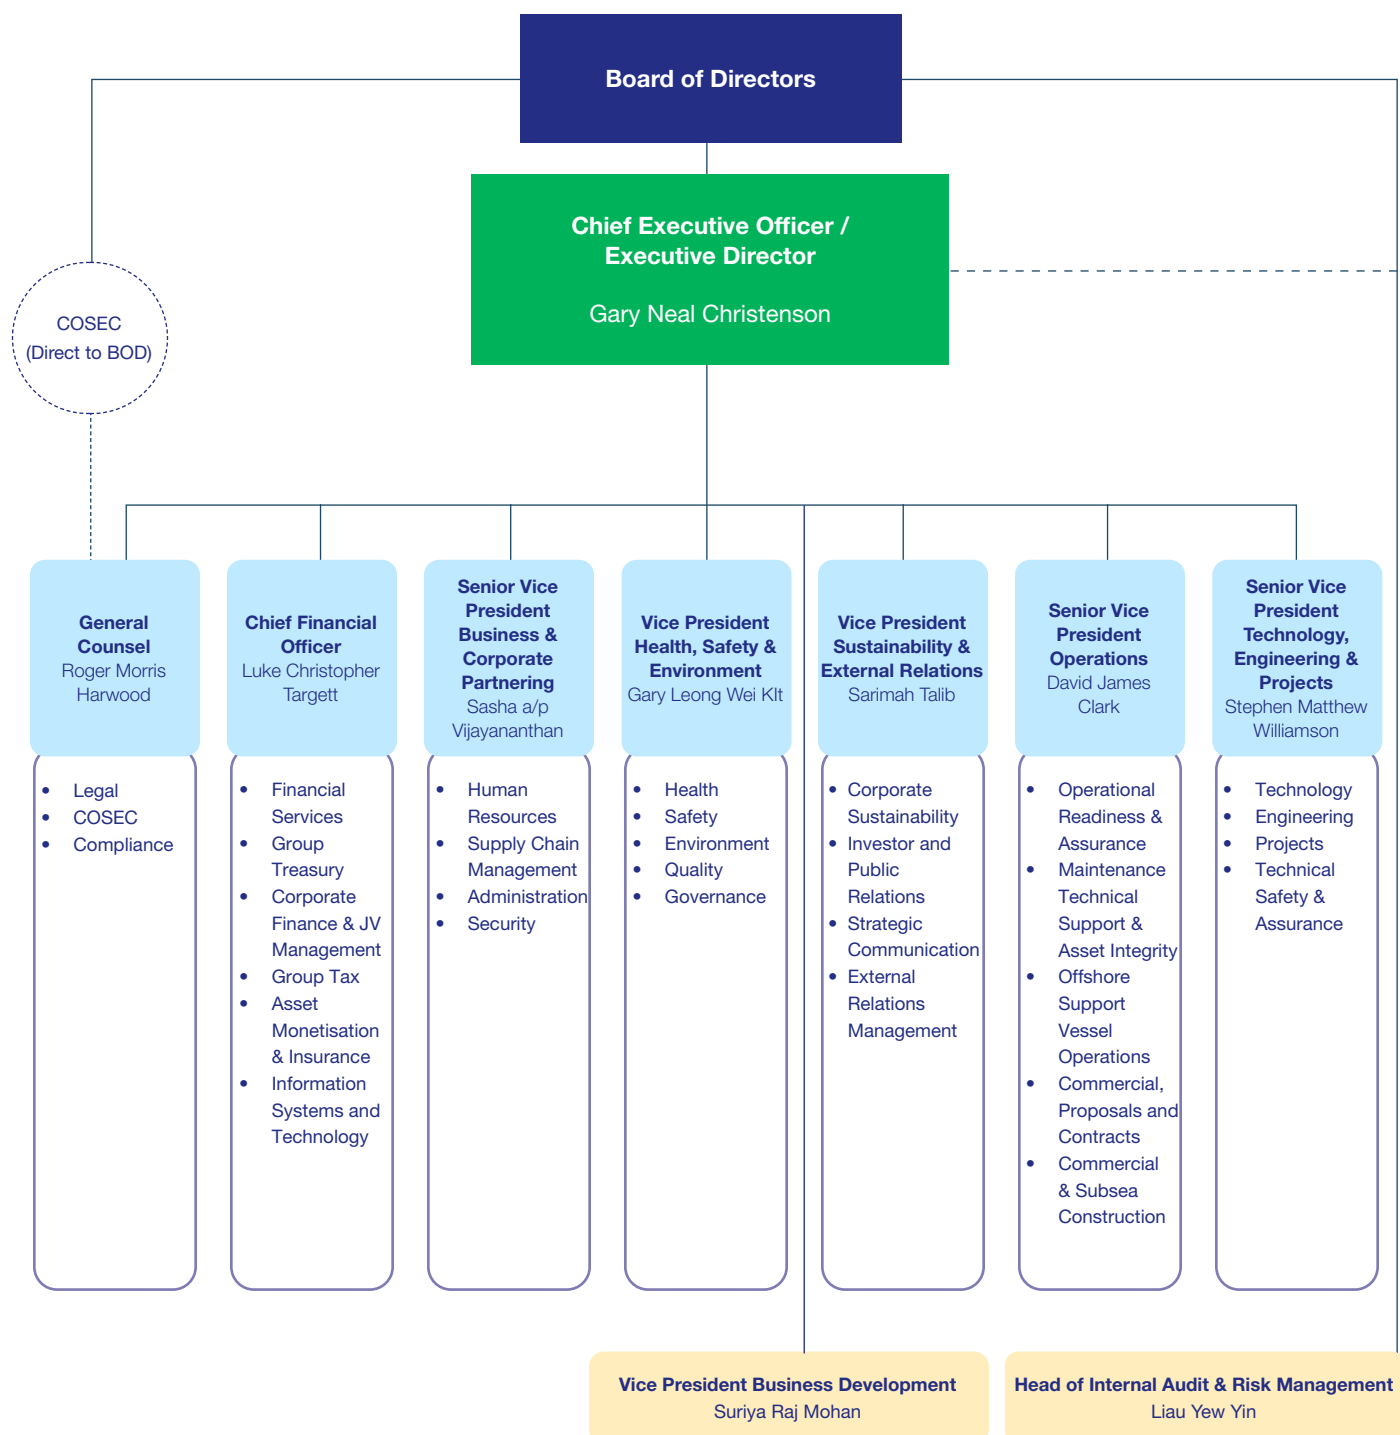 Board of Directors
Chief Executive Officer /
Executive Director
Gary Neal Christenson
COSEC
(Direct to BOD)
General
Counsel
Roger Morris
Harwood
• Legal
• COSEC
• Compliance
Chief Financial
Officer
Luke Christopher
Targett
• Financial
Services
• Group
Treasury
• Corporate
Finance & JV
Management
• Group Tax
• Asset
Monetisation
& Insurance
• Information
Systems and
Technology
Senior Vice
President
Business &
Corporate
Partnering
Sasha a/p
Vijayananthan
• Human
Resources
• Supply Chain
Management
• Administration
• Security
Vice President
Health, Safety &
Environment
Gary Leong Wei KIt
• Health
• Safety
• Environment
• Quality
• Governance
Vice President
Sustainability &
External Relations
Sarimah Talib
• Corporate
Sustainability
• Investor and
Public
Relations
• Strategic
Communication
• External
Relations
Management
Senior Vice
President
Operations
David James
Clark
• Operational
Readiness &
Assurance
• Maintenance
Technical
Support &
Asset Integrity
• Offshore
Support
Vessel
Operations
• Commercial,
Proposals and
Contracts
• Commercial
& Subsea
Construction
Senior Vice
President
Technology,
Engineering &
Projects
Stephen Matthew
Williamson
• Technology
• Engineering
• Projects
• Technical
Safety &
Assurance
Vice President Business Development
Suriya Raj Mohan
Head of Internal Audit & Risk Management
Liau Yew Yin